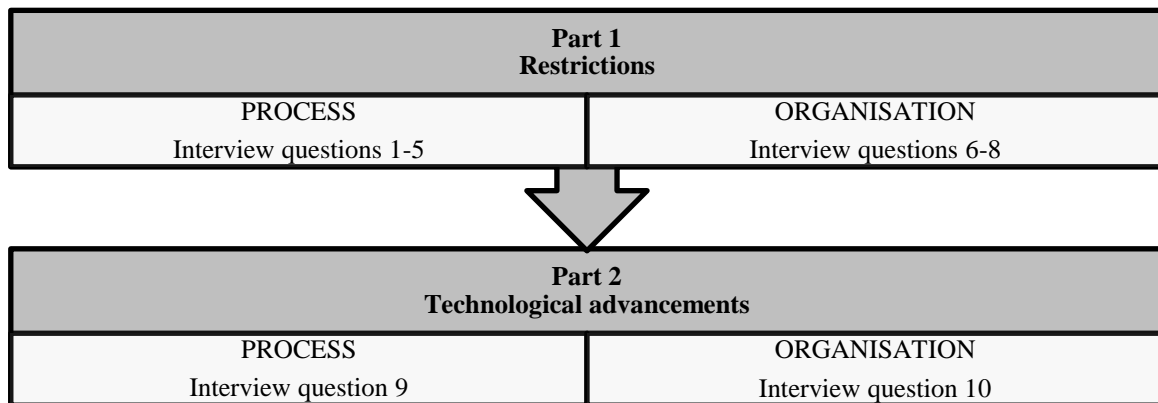 Part 1
Restrictions
PROCESS
Interview questions 1-5
ORGANISATION
Interview questions 6-8
Part 2
Technological advancements
PROCESS
Interview question 9
ORGANISATION
Interview question 10